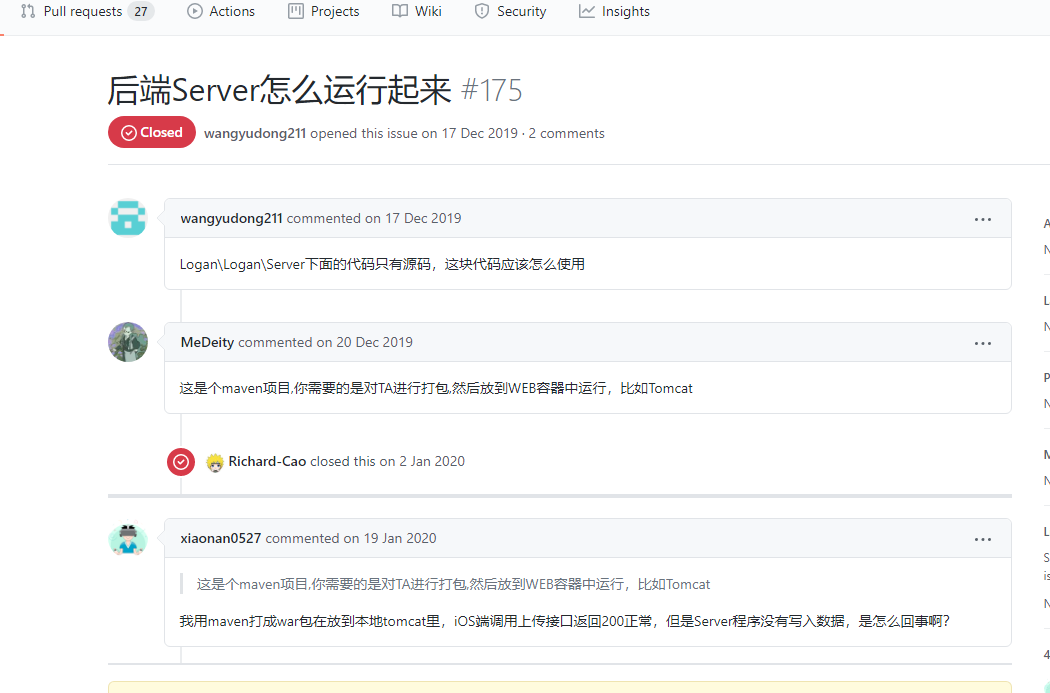 Pull requests 27 Actions Projects Wiki Security Insights
后端Server怎么运行起来 #175
Closed wangyudong211 opened this issue on 17 Dec 2019 · 2 comments
wangyudong211 commented on 17 Dec 2019
Logan\Logan\Server下面的代码只有源码，这块代码应该怎么使用
MeDeity commented on 20 Dec 2019
这是个maven项目,你需要的是对TA进行打包,然后放到WEB容器中运行，比如Tomcat
Richard-Cao closed this on 2 Jan 2020
xiaonan0527 commented on 19 Jan 2020
这是个maven项目,你需要的是对TA进行打包,然后放到WEB容器中运行，比如Tomcat
我用maven打成war包在放到本地tomcat里，iOS端调用上传接口返回200正常，但是Server程序没有写入数据，是怎么回事啊?